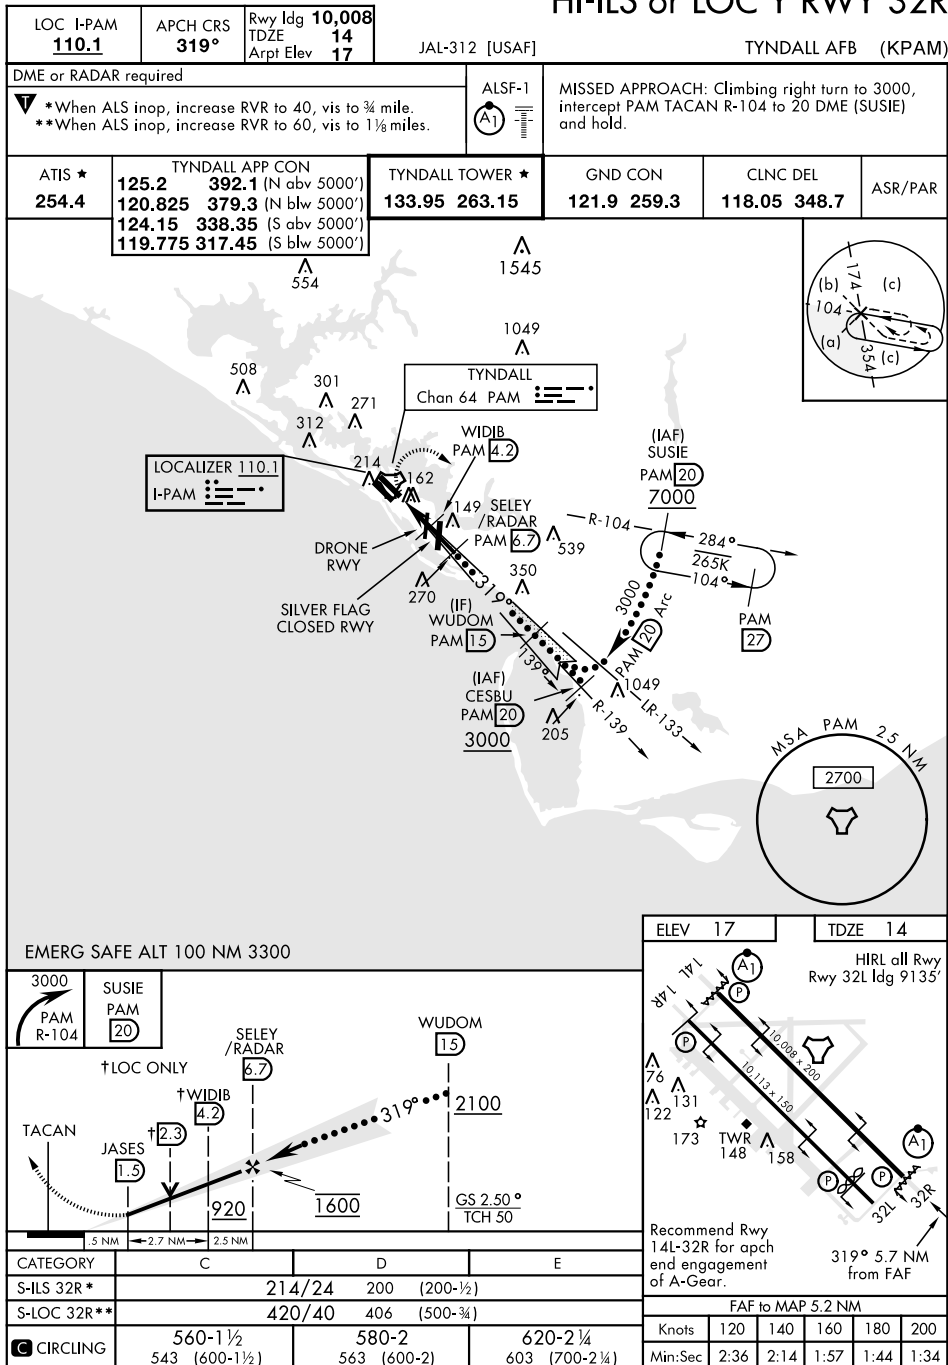 HI-ILS or LOC Y RWY 32R
LOC I-PAM
110.1
APCH CRS
319°
Rwy ldg 10,008
TDZE 14
Arpt Elev 17
JAL-312 [USAF]
TYNDALL AFB (KPAM)
DME or RADAR required
T
*When ALS inop, increase RVR to 40, vis to ¾ mile.
**When ALS inop, increase RVR to 60, vis to 1⅛ miles.
ALSF-1
A1
MISSED APPROACH: Climbing right turn to 3000,
intercept PAM TACAN R-104 to 20 DME (SUSIE)
and hold.
ATIS ★
254.4
TYNDALL APP CON
125.2 392.1 (N abv 5000')
120.825 379.3 (N blw 5000')
124.15 338.35 (S abv 5000')
119.775 317.45 (S blw 5000')
TYNDALL TOWER ★
133.95 263.15
GND CON
121.9 259.3
CLNC DEL
118.05 348.7
ASR/PAR
554
1545
1049
508
301
271
312
TYNDALL
Chan 64 PAM
174
(b)
(c)
104
(a)
354
(c)
LOCALIZER 110.1
I-PAM
214
162
WIDIB
PAM 4.2
149
SELEY
/RADAR
PAM 6.7
539
(IAF)
SUSIE
PAM 20
7000
R-104
284°
265K
104°
PAM
27
DRONE
RWY
SILVER FLAG
CLOSED RWY
270
319°
350
3000
PAM 20 Arc
(IF)
WUDOM
PAM 15
139°
(IAF)
CESBU
PAM 20
3000
205
1049
R-139
LR-133
MSA PAM 25 NM
2700
EMERG SAFE ALT 100 NM 3300
3000
PAM
R-104
SUSIE
PAM
20
†LOC ONLY
SELEY
/RADAR
6.7
WUDOM
15
†WIDIB
4.2
319°
2100
TACAN
JASES
1.5
†2.3
920
1600
GS 2.50°
TCH 50
.5 NM
2.7 NM
2.5 NM
ELEV 17
TDZE 14
HIRL all Rwy
Rwy 32L ldg 9135'
14L
14R
A1
P
P
10,008 x 200
10,113 x 150
76
131
122
173
TWR
148
158
P
P
A1
32L
32R
Recommend Rwy
14L-32R for apch
end engagement
of A-Gear.
319° 5.7 NM
from FAF
CATEGORY C D E
S-ILS 32R* 214/24 200 (200-½)
S-LOC 32R** 420/40 406 (500-¾)
C CIRCLING
560-1½
543 (600-1½)
580-2
563 (600-2)
620-2¼
603 (700-2¼)
FAF to MAP 5.2 NM
Knots 120 140 160 180 200
Min:Sec 2:36 2:14 1:57 1:44 1:34